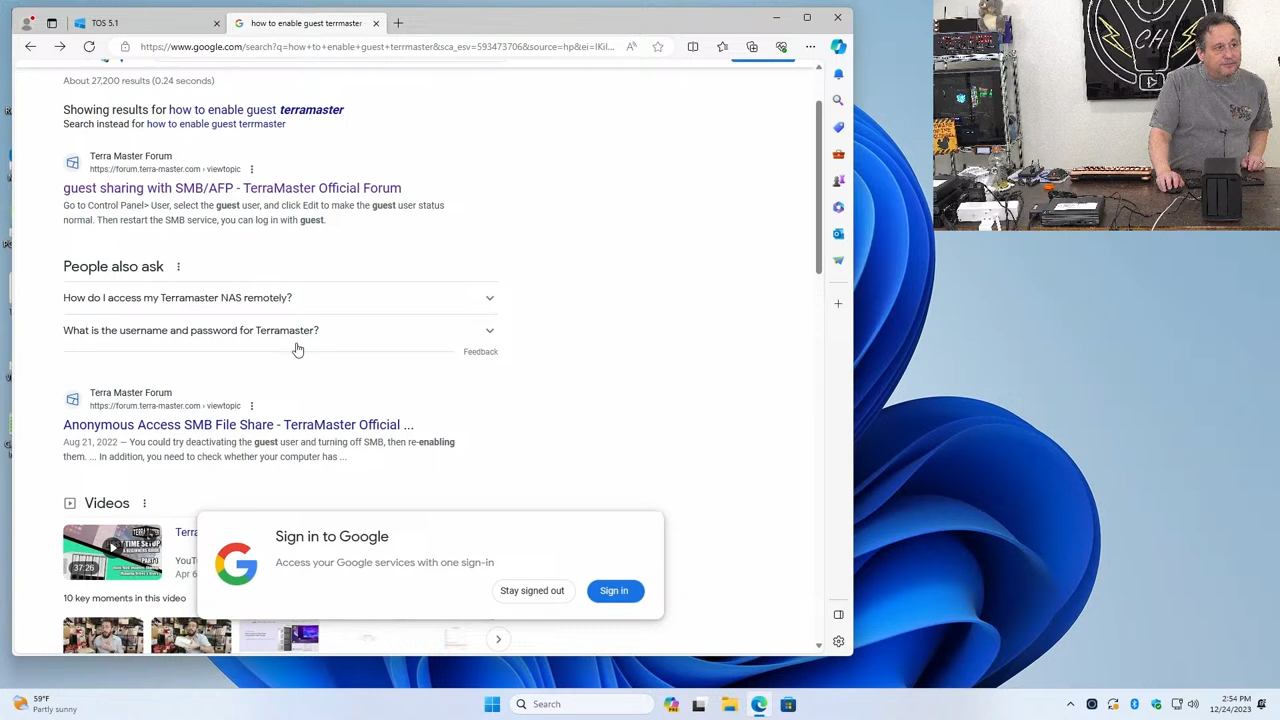 TOS 5.1
how to enable guest terrmaster
https://www.google.com/search?q=how+to+enable+guest+terrmaster&sca_esv=593473706&source=hp&ei=IKiI...
About 27,200 results (0.24 seconds)
Showing results for how to enable guest terramaster
Search instead for how to enable guest terrmaster
Terra Master Forum
https://forum.terra-master.com › viewtopic
guest sharing with SMB/AFP - TerraMaster Official Forum
Go to Control Panel> User, select the guest user, and click Edit to make the guest user status
normal. Then restart the SMB service, you can log in with guest.
People also ask
How do I access my Terramaster NAS remotely?
What is the username and password for Terramaster?
Feedback
Terra Master Forum
https://forum.terra-master.com › viewtopic
Anonymous Access SMB File Share - TerraMaster Official ...
Aug 21, 2022 — You could try deactivating the guest user and turning off SMB, then re-enabling
them. ... In addition, you need to check whether your computer has ...
Videos
37:26
Terra
YouT
Apr 6
10 key moments in this video
Sign in to Google
Access your Google services with one sign-in
Stay signed out
Sign in
CHI
59°F
Partly sunny
Search
2:54 PM
12/24/2023